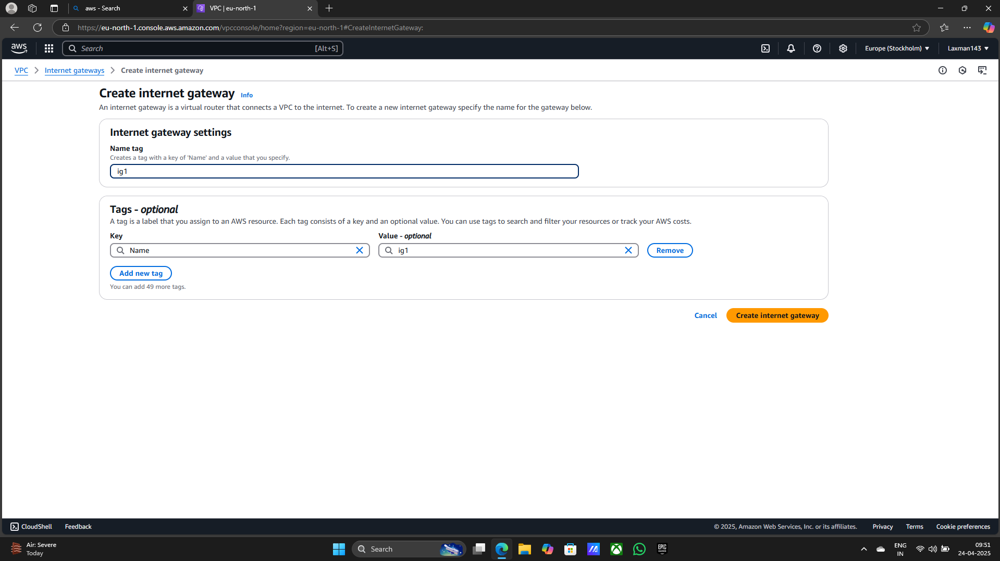 aws - Search
VPC | eu-north-1
https://eu-north-1.console.aws.amazon.com/vpcconsole/home?region=eu-north-1#CreateInternetGateway:
aws
Search
[Alt+S]
Europe (Stockholm)
Laxman143
VPC
Internet gateways
Create internet gateway
Create internet gateway
Info
An internet gateway is a virtual router that connects a VPC to the internet. To create a new internet gateway specify the name for the gateway below.
Internet gateway settings
Name tag
Creates a tag with a key of 'Name' and a value that you specify.
ig1
Tags - optional
A tag is a label that you assign to an AWS resource. Each tag consists of a key and an optional value. You can use tags to search and filter your resources or track your AWS costs.
Key
Value - optional
Name
ig1
Remove
Add new tag
You can add 49 more tags.
Cancel
Create internet gateway
CloudShell
Feedback
© 2025, Amazon Web Services, Inc. or its affiliates.
Privacy
Terms
Cookie preferences
Air: Severe
Today
Search
EPIC
GAMES
ENG
IN
09:51
24-04-2025